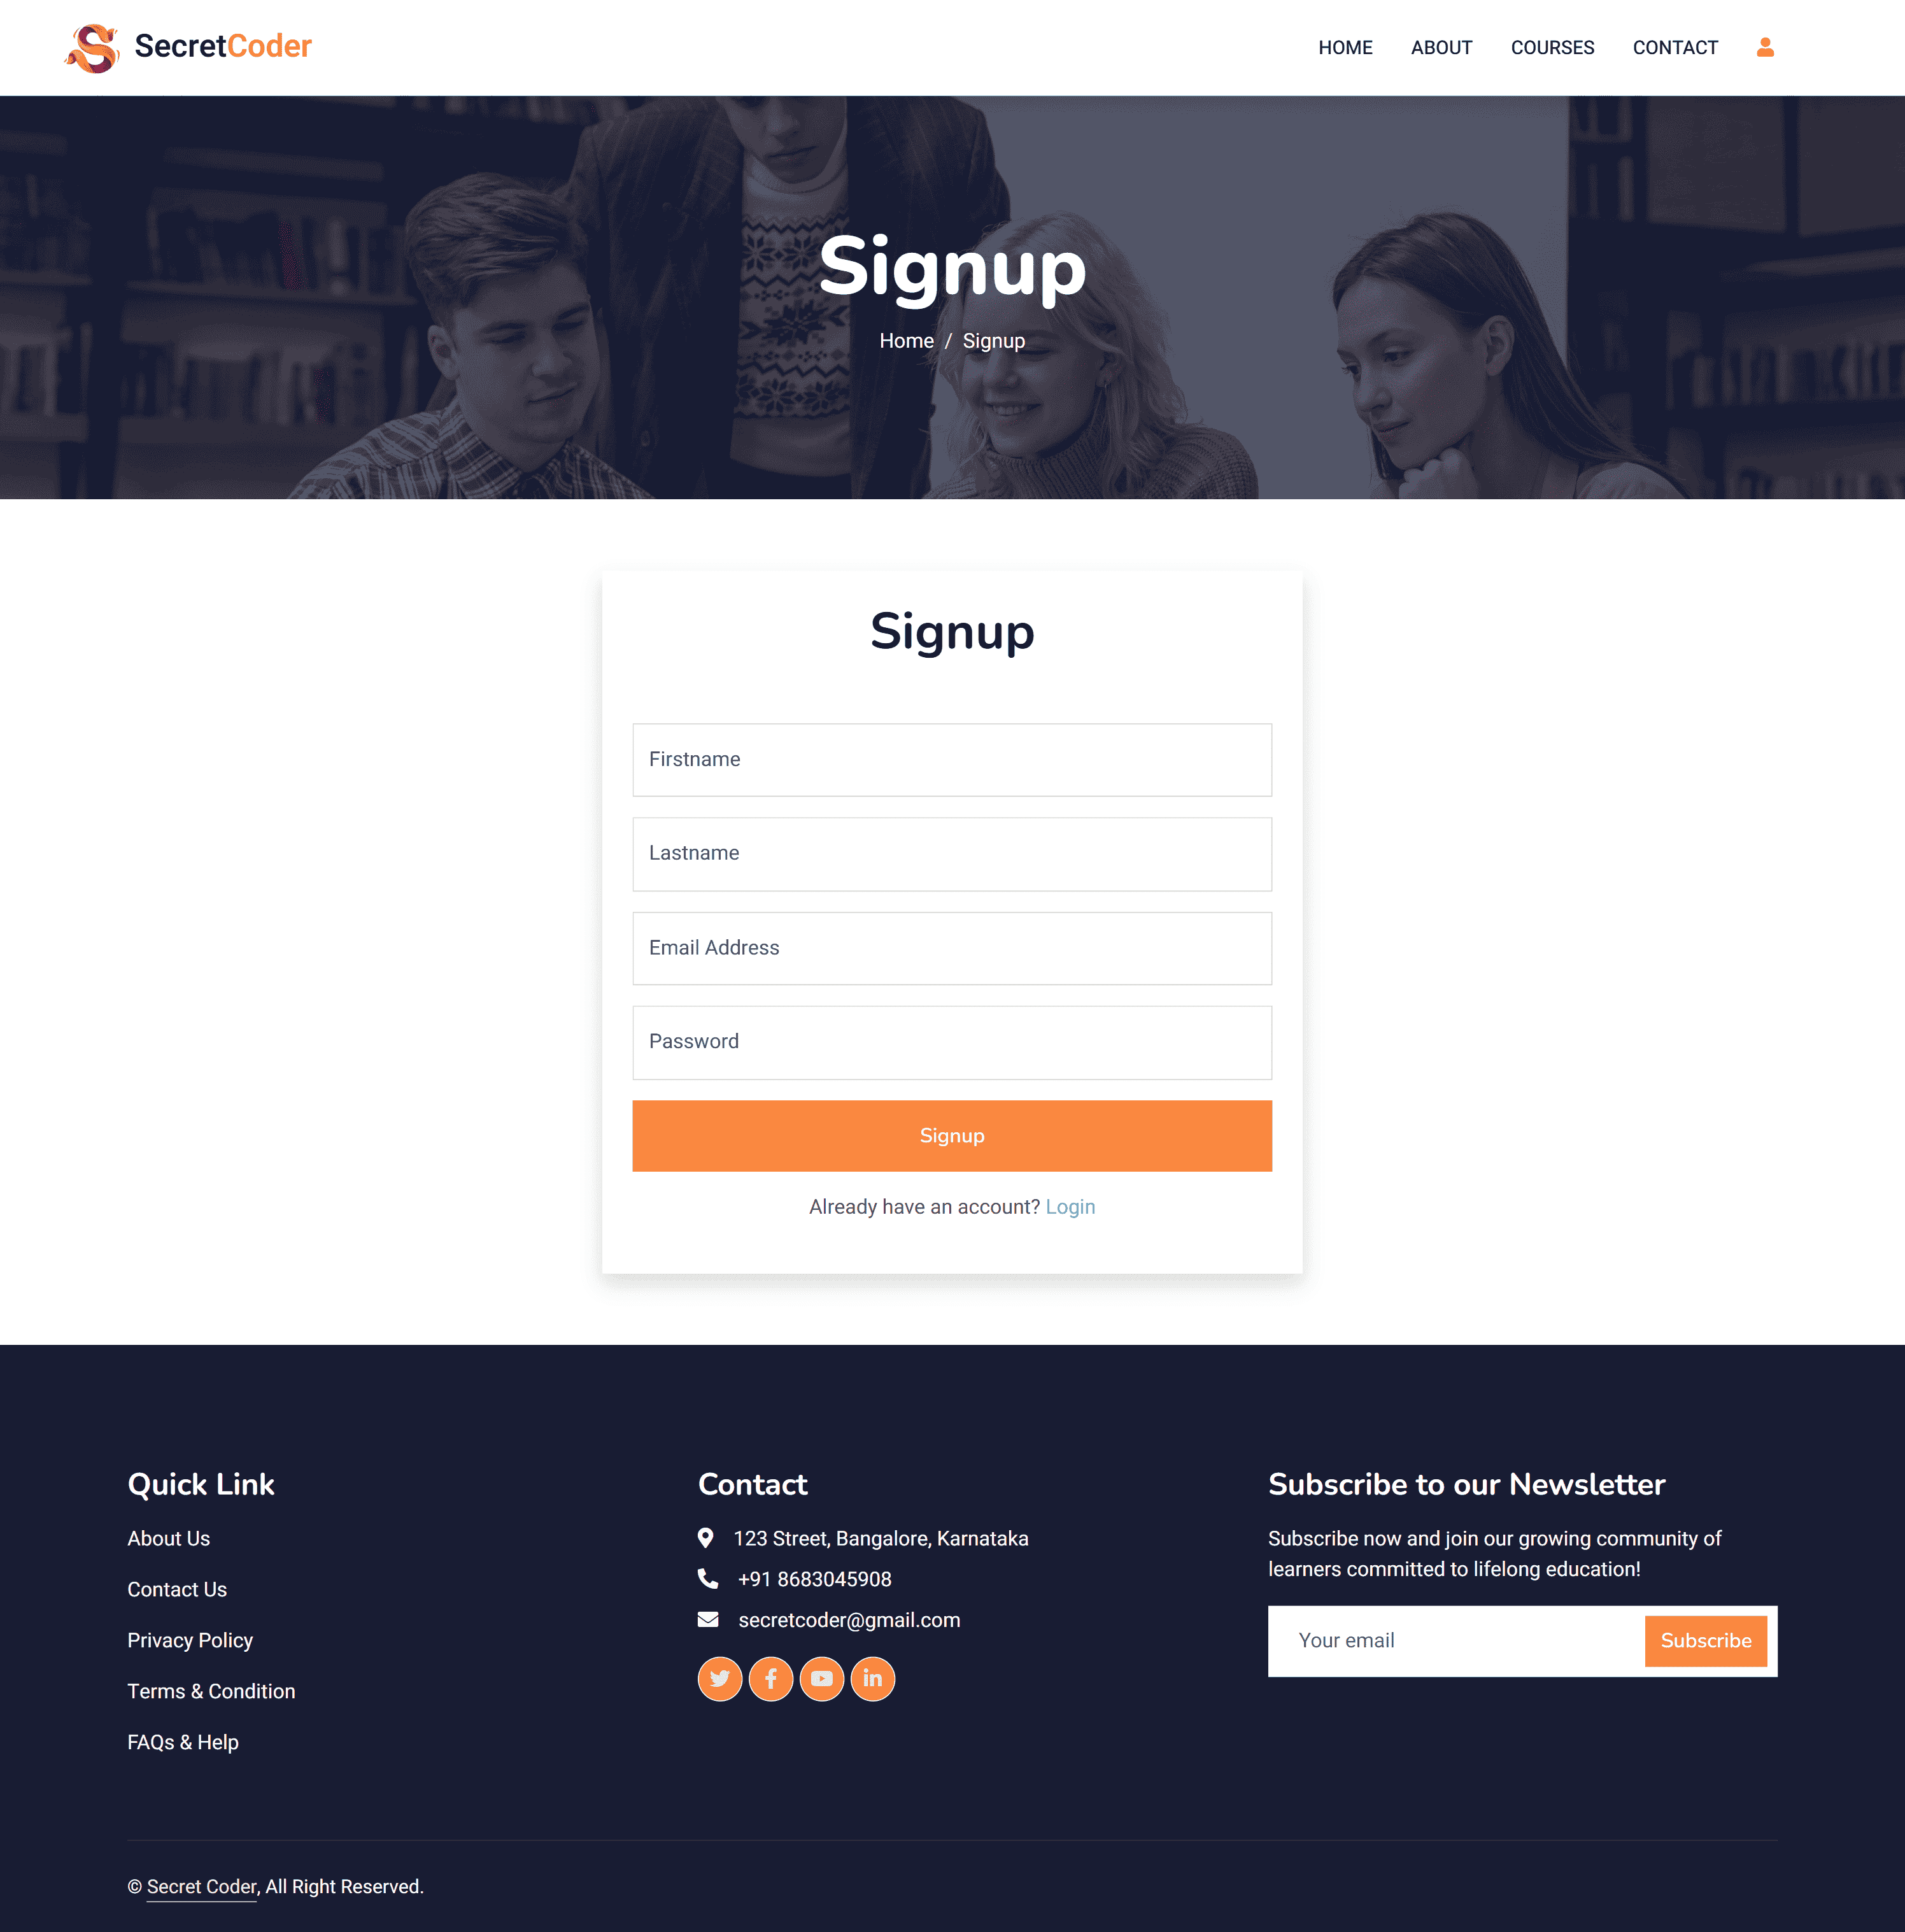 SecretCoder
HOME
ABOUT
COURSES
CONTACT
Signup
Home / Signup
Signup
Firstname
Lastname
Email Address
Password
Signup
Already have an account? Login
Quick Link
About Us
Contact Us
Privacy Policy
Terms & Condition
FAQs & Help
Contact
123 Street, Bangalore, Karnataka
+91 8683045908
secretcoder@gmail.com
Subscribe to our Newsletter
Subscribe now and join our growing community of
learners committed to lifelong education!
Your email
Subscribe
© Secret Coder, All Right Reserved.